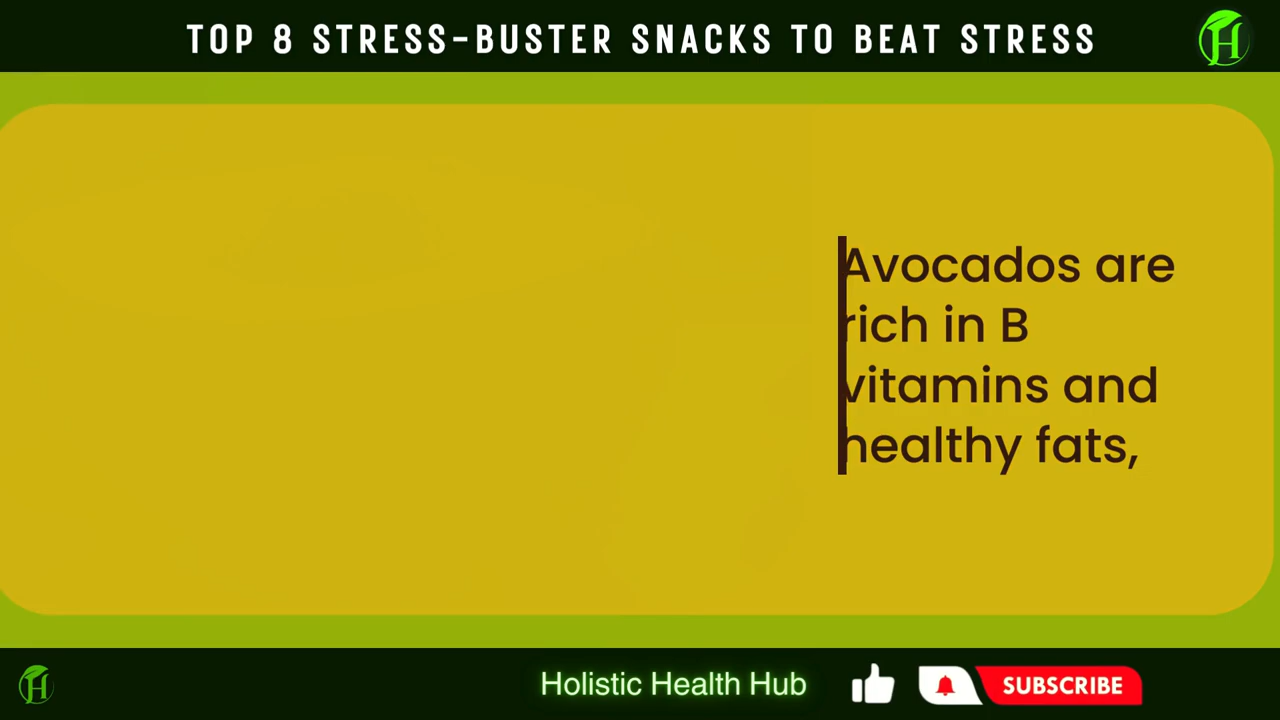 TOP 8 STRESS-BUSTER SNACKS TO BEAT STRESS
Avocados are
rich in B
vitamins and
healthy fats,
Holistic Health Hub
SUBSCRIBE